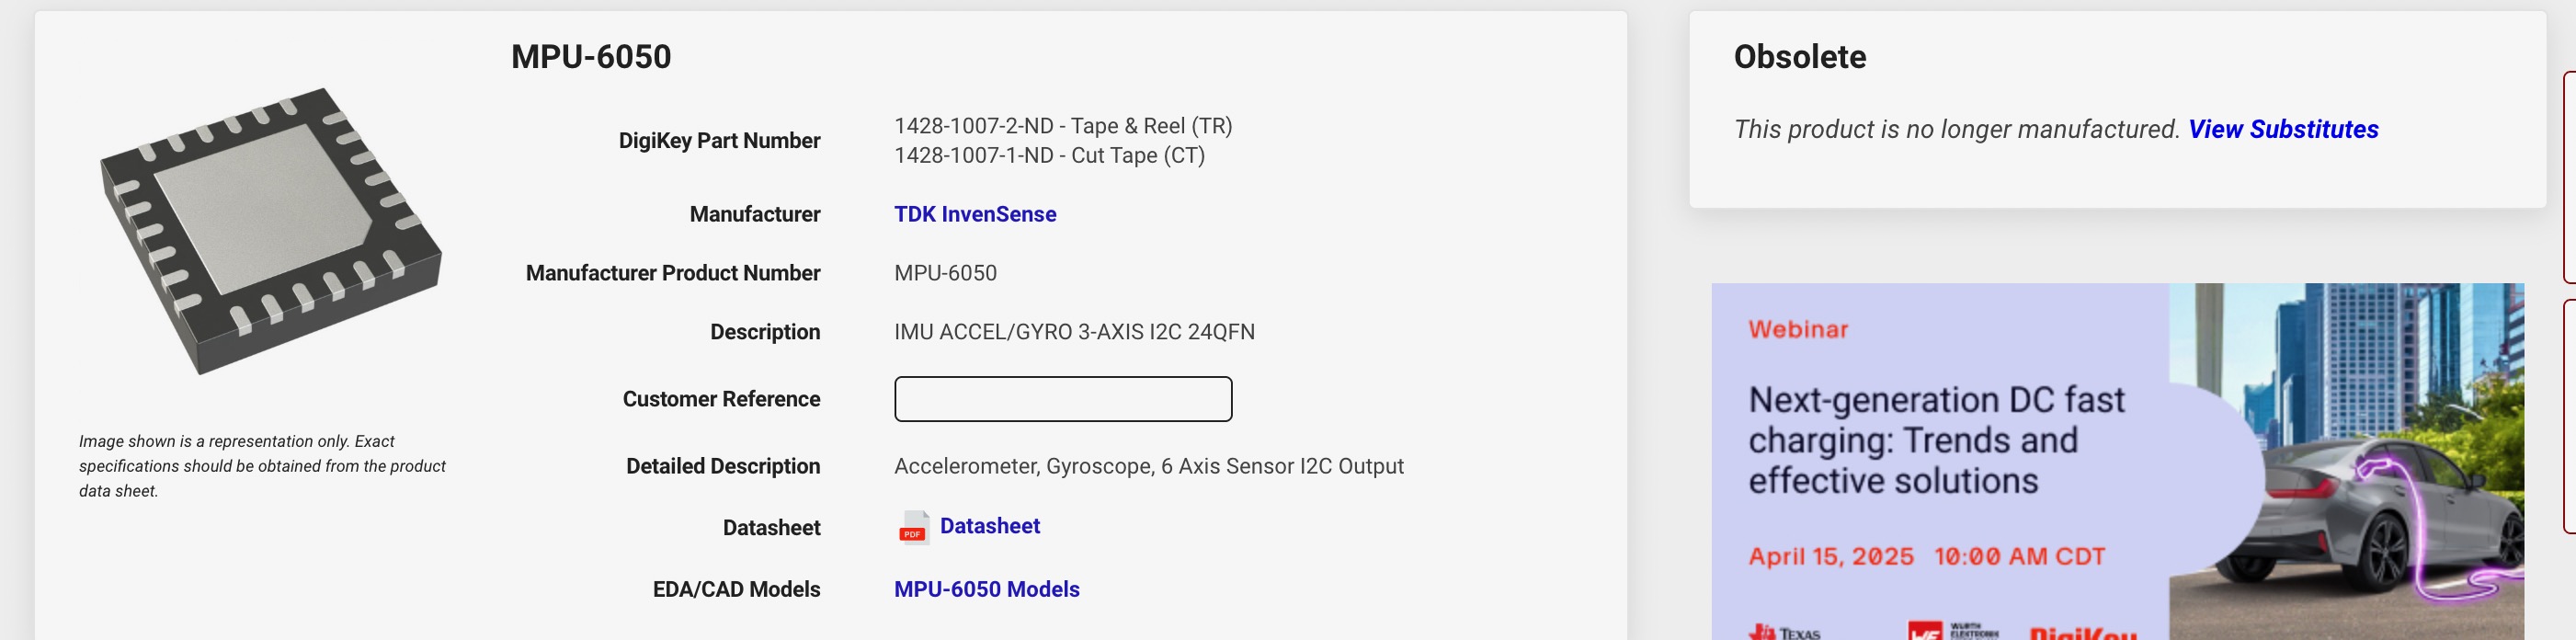 MPU-6050
DigiKey Part Number
1428-1007-2-ND - Tape & Reel (TR)
1428-1007-1-ND - Cut Tape (CT)
Manufacturer
TDK InvenSense
Manufacturer Product Number
MPU-6050
Description
IMU ACCEL/GYRO 3-AXIS I2C 24QFN
Customer Reference
Detailed Description
Accelerometer, Gyroscope, 6 Axis Sensor I2C Output
Datasheet
PDF
Datasheet
EDA/CAD Models
MPU-6050 Models
Image shown is a representation only. Exact
specifications should be obtained from the product
data sheet.
Obsolete
This product is no longer manufactured. View Substitutes
Webinar
Next-generation DC fast
charging: Trends and
effective solutions
April 15, 2025 10:00 AM CDT
TEXAS
WE
WURTH
ELEKTRONIK
DigiKey